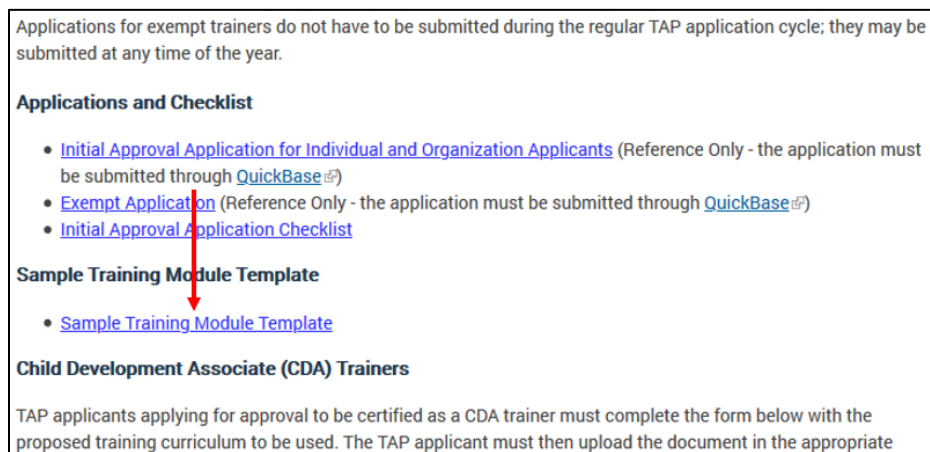 Applications for exempt trainers do not have to be submitted during the regular TAP application cycle; they may be
submitted at any time of the year.
Applications and Checklist
• Initial Approval Application for Individual and Organization Applicants (Reference Only - the application must
be submitted through QuickBase)
• Exempt Application (Reference Only - the application must be submitted through QuickBase)
• Initial Approval Application Checklist
Sample Training Module Template
• Sample Training Module Template
Child Development Associate (CDA) Trainers
TAP applicants applying for approval to be certified as a CDA trainer must complete the form below with the
proposed training curriculum to be used. The TAP applicant must then upload the document in the appropriate